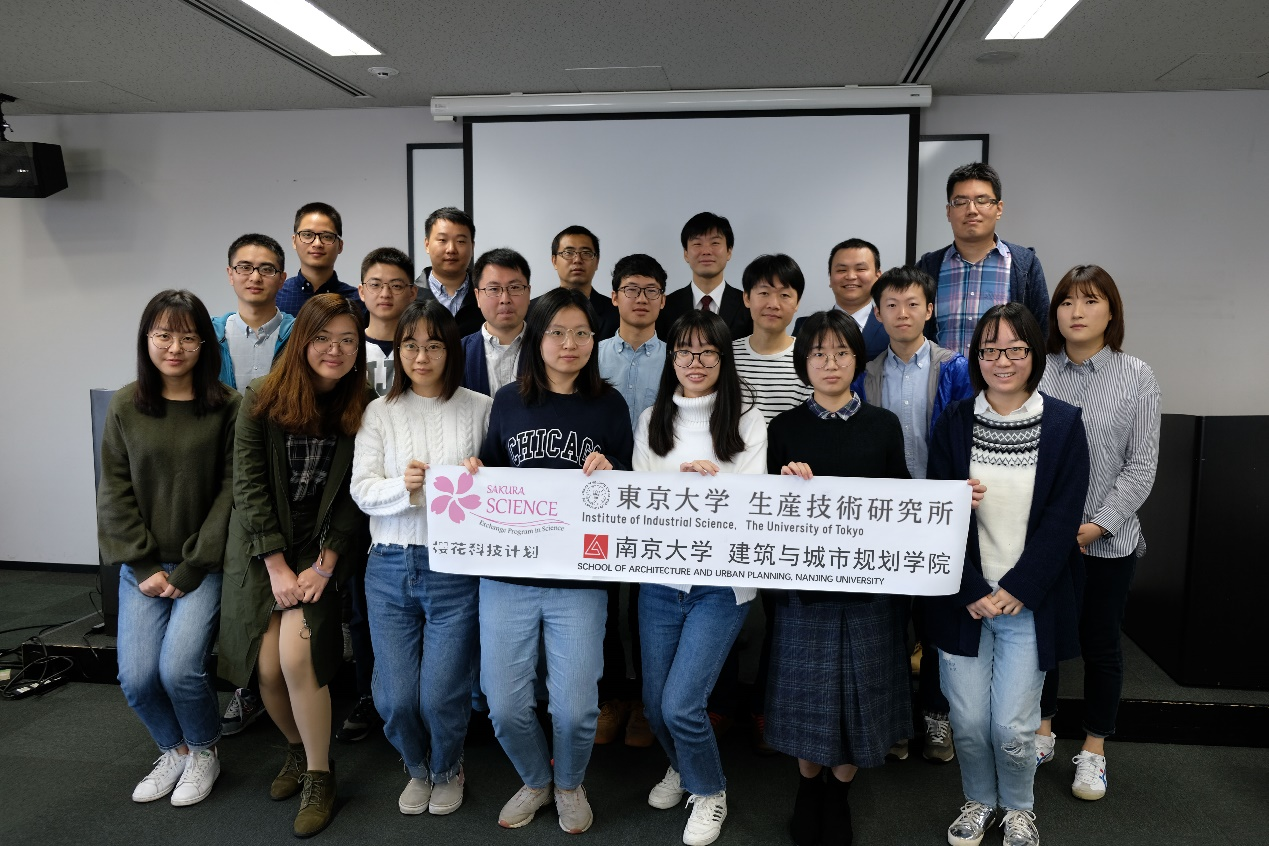 CHICAGO
SAKURA
SCIENCE
Exchange Program in Science
樱花科技计划
東京大学 生産技術研究所
Institute of Industrial Science, The University of Tokyo
南京大学 建筑与城市规划学院
SCHOOL OF ARCHITECTURE AND URBAN PLANNING, NANJING UNIVERSITY